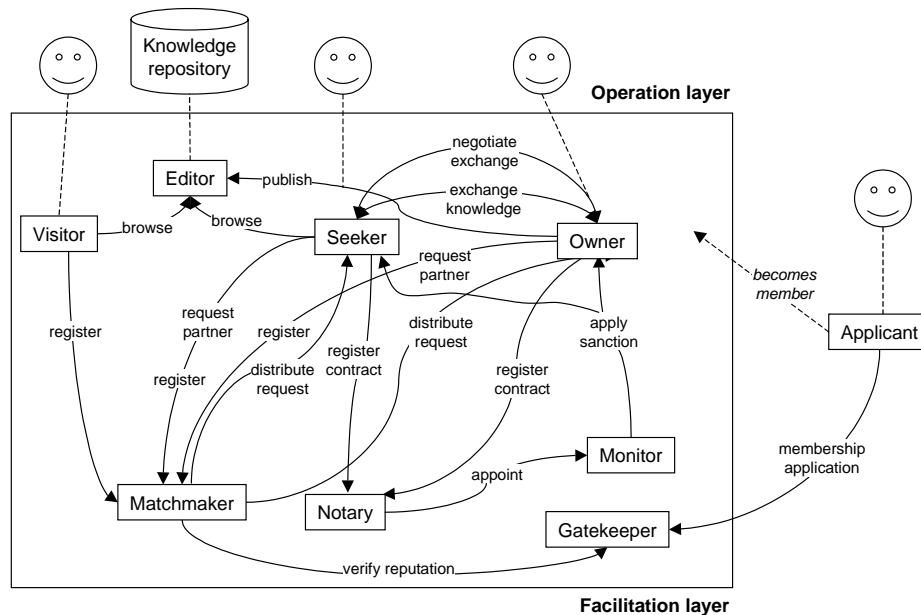 Knowledge
repository
Operation layer
negotiate
exchange
Editor
publish
exchange
knowledge
Visitor
browse
browse
Seeker
Owner
request
partner
becomes
member
request
partner
register
register
distribute
request
apply
sanction
Applicant
register
distribute
request
register
contract
register
contract
membership
application
Monitor
appoint
Matchmaker
Notary
Gatekeeper
verify reputation
Facilitation layer